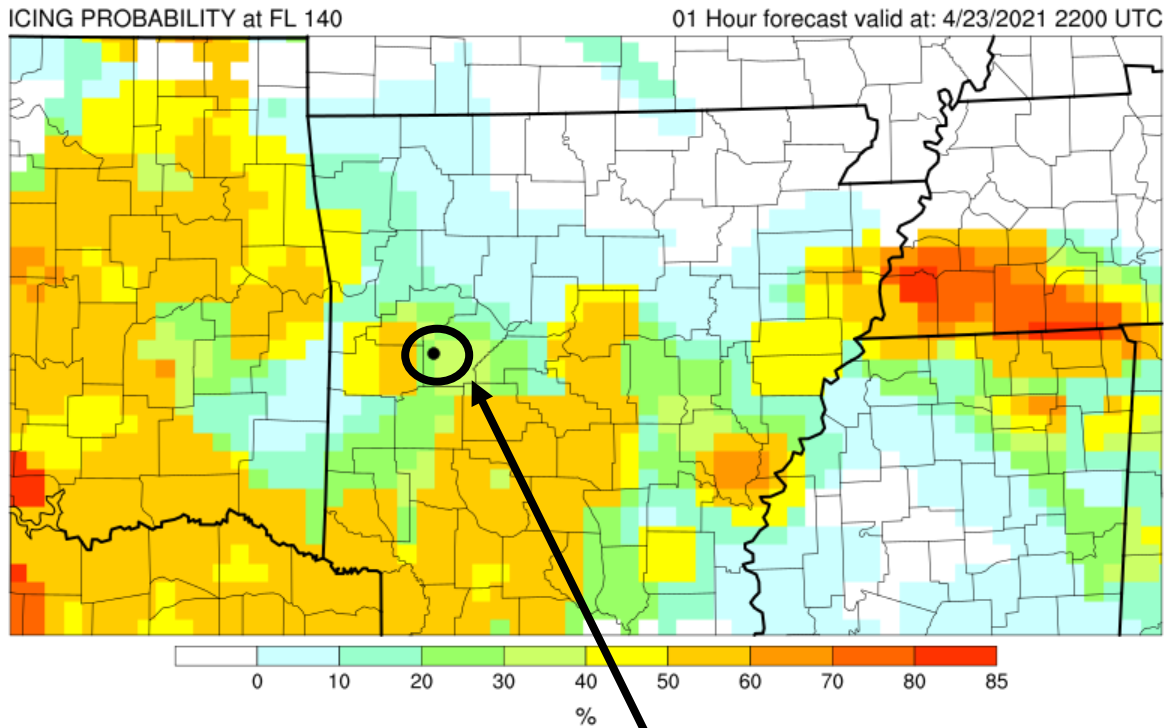 ICING PROBABILITY at FL 140
01 Hour forecast valid at: 4/23/2021 2200 UTC
0 10 20 30 40 50 60 70 80 85
%